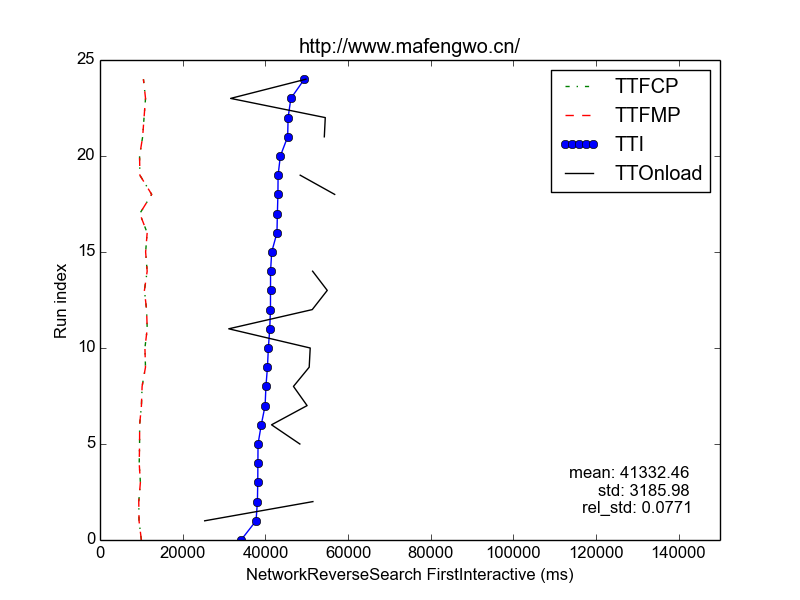 http://www.mafengwo.cn/
25
20
15
10
5
0
Run index
TTFCP
TTFMP
TTI
TTOnload
mean: 41332.46
std: 3185.98
rel_std: 0.0771
0 20000 40000 60000 80000 100000 120000 140000
NetworkReverseSearch FirstInteractive (ms)